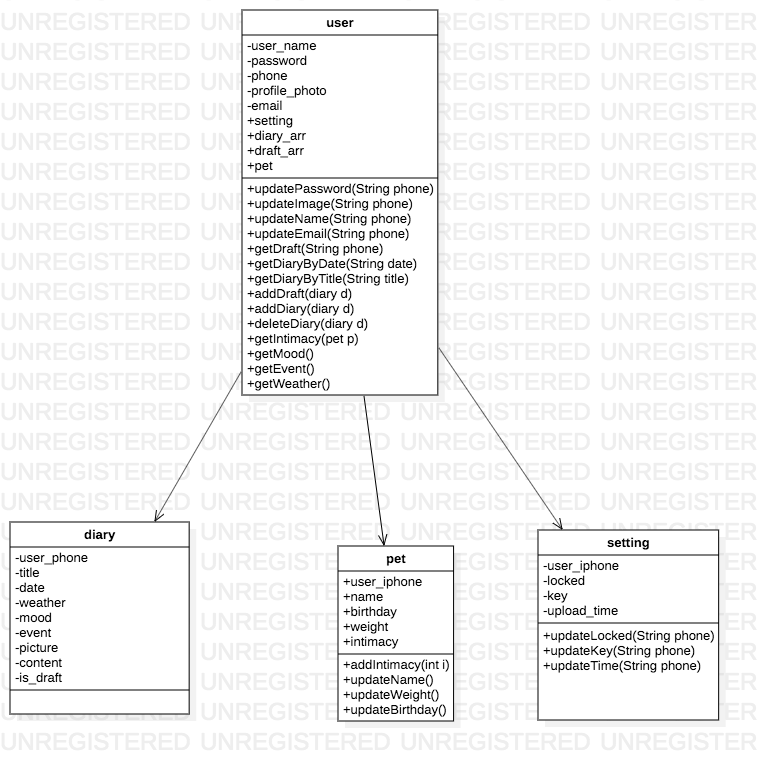 user
-user_name
-password
-phone
-profile_photo
-email
+setting
+diary_arr
+draft_arr
+pet
+updatePassword(String phone)
+updateImage(String phone)
+updateName(String phone)
+updateEmail(String phone)
+getDraft(String phone)
+getDiaryByDate(String date)
+getDiaryByTitle(String title)
+addDraft(diary d)
+addDiary(diary d)
+deleteDiary(diary d)
+getIntimacy(pet p)
+getMood()
+getEvent()
+getWeather()
diary
-user_phone
-title
-date
-weather
-mood
-event
-picture
-content
-is_draft
pet
+user_iphone
+name
+birthday
+weight
+intimacy
+addIntimacy(int i)
+updateName()
+updateWeight()
+updateBirthday()
setting
-user_iphone
-locked
-key
-upload_time
+updateLocked(String phone)
+updateKey(String phone)
+updateTime(String phone)
UNREGISTERED